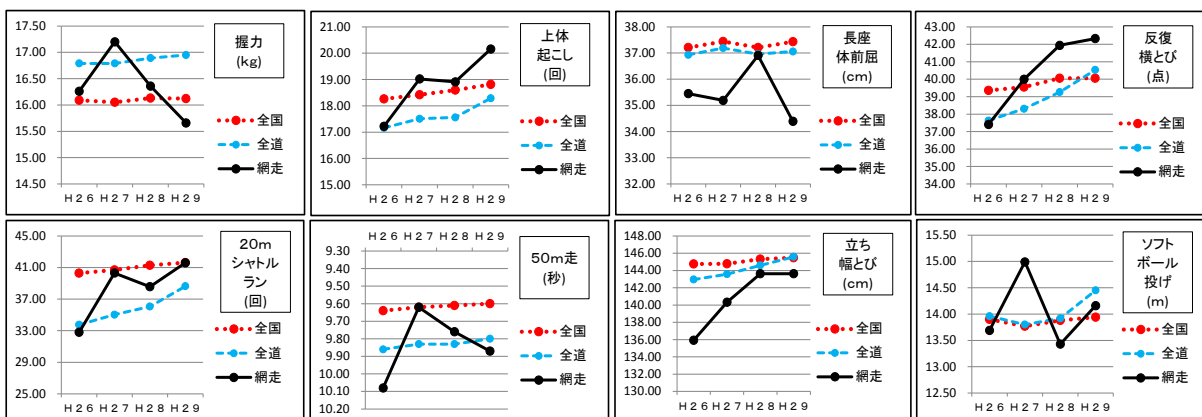 17.50
17.00
16.50
16.00
15.50
15.00
14.50
Ｈ２６ Ｈ２７ Ｈ２８ Ｈ２９
握力
(kg)
全国
全道
網走
21.00
20.00
19.00
18.00
17.00
16.00
15.00
Ｈ２６ Ｈ２７ Ｈ２８ Ｈ２９
上体
起こし
(回)
全国
全道
網走
38.00
37.00
36.00
35.00
34.00
33.00
32.00
Ｈ２６ Ｈ２７ Ｈ２８ Ｈ２９
長座
体前屈
(cm)
全国
全道
網走
43.00
42.00
41.00
40.00
39.00
38.00
37.00
36.00
35.00
34.00
Ｈ２６ Ｈ２７ Ｈ２８ Ｈ２９
反復
横とび
(点)
全国
全道
網走
45.00
41.00
37.00
33.00
29.00
25.00
Ｈ２６ Ｈ２７ Ｈ２８ Ｈ２９
20m
シャトル
ラン
(回)
全国
全道
網走
Ｈ２６ Ｈ２７ Ｈ２８ Ｈ２９
9.30
9.40
9.50
9.60
9.70
9.80
9.90
10.00
10.10
10.20
50m走
(秒)
全国
全道
網走
148.00
146.00
144.00
142.00
140.00
138.00
136.00
134.00
132.00
130.00
Ｈ２６ Ｈ２７ Ｈ２８ Ｈ２９
立ち
幅とび
(cm)
全国
全道
網走
15.50
15.00
14.50
14.00
13.50
13.00
12.50
Ｈ２６ Ｈ２７ Ｈ２８ Ｈ２９
ソフト
ボール
投げ
(m)
全国
全道
網走